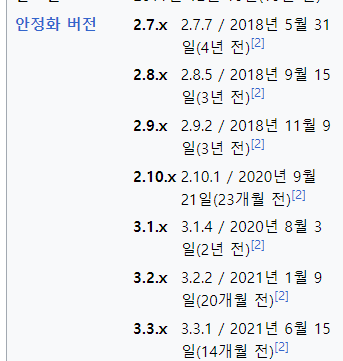 안정화 버전
2.7.x 2.7.7 / 2018년 5월 31
일(4년 전)[2]
2.8.x 2.8.5 / 2018년 9월 15
일(3년 전)[2]
2.9.x 2.9.2 / 2018년 11월 9
일(3년 전)[2]
2.10.x 2.10.1 / 2020년 9월
21일(23개월 전)[2]
3.1.x 3.1.4 / 2020년 8월 3
일(2년 전)[2]
3.2.x 3.2.2 / 2021년 1월 9
일(20개월 전)[2]
3.3.x 3.3.1 / 2021년 6월 15
일(14개월 전)[2]